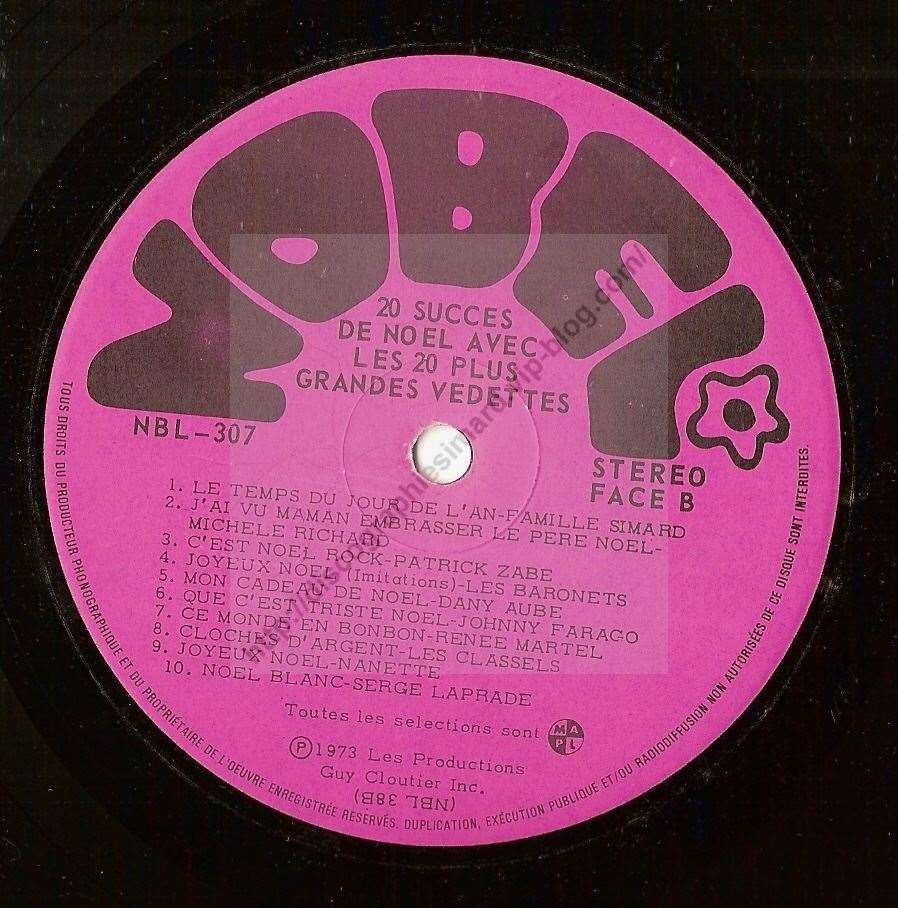 NOBEL
20 SUCCES
DE NOEL AVEC
LES 20 PLUS
GRANDES VEDETTES
NBL-307
STEREO
FACE B
1. LE TEMPS DU JOUR DE L'AN-FAMILLE SIMARD
2. J'AI VU MAMAN EMBRASSER LE PERE NOEL-
MICHELE RICHARD
3. C'EST NOEL ROCK-PATRICK ZABE
4. JOYEUX NOEL (Imitations)-LES BARONETS
5. MON CADEAU DE NOEL-DANY AUBE
6. QUE C'EST TRISTE NOEL-JOHNNY FARAGO
7. CE MONDE EN BONBON-RENEE MARTEL
8. CLOCHES D'ARGENT-LES CLASSELS
9. JOYEUX NOEL-NANETTE
10. NOEL BLANC-SERGE LAPRADE
Toutes les selections sont MAPL
Ⓟ1973 Les Productions
Guy Cloutier Inc.
(NBL 38B)
TOUS DROITS DU PRODUCTEUR PHONOGRAPHIQUE ET DU PROPRIÉTAIRE DE L'OEUVRE ENREGISTRÉE RESERVÉS. DUPLICATION, EXÉCUTION PUBLIQUE ET/OU RADIODIFFUSION NON AUTORISÉES DE CE DISQUE SONT INTERDITES.
http://discographiesimard.vip-blog.com/